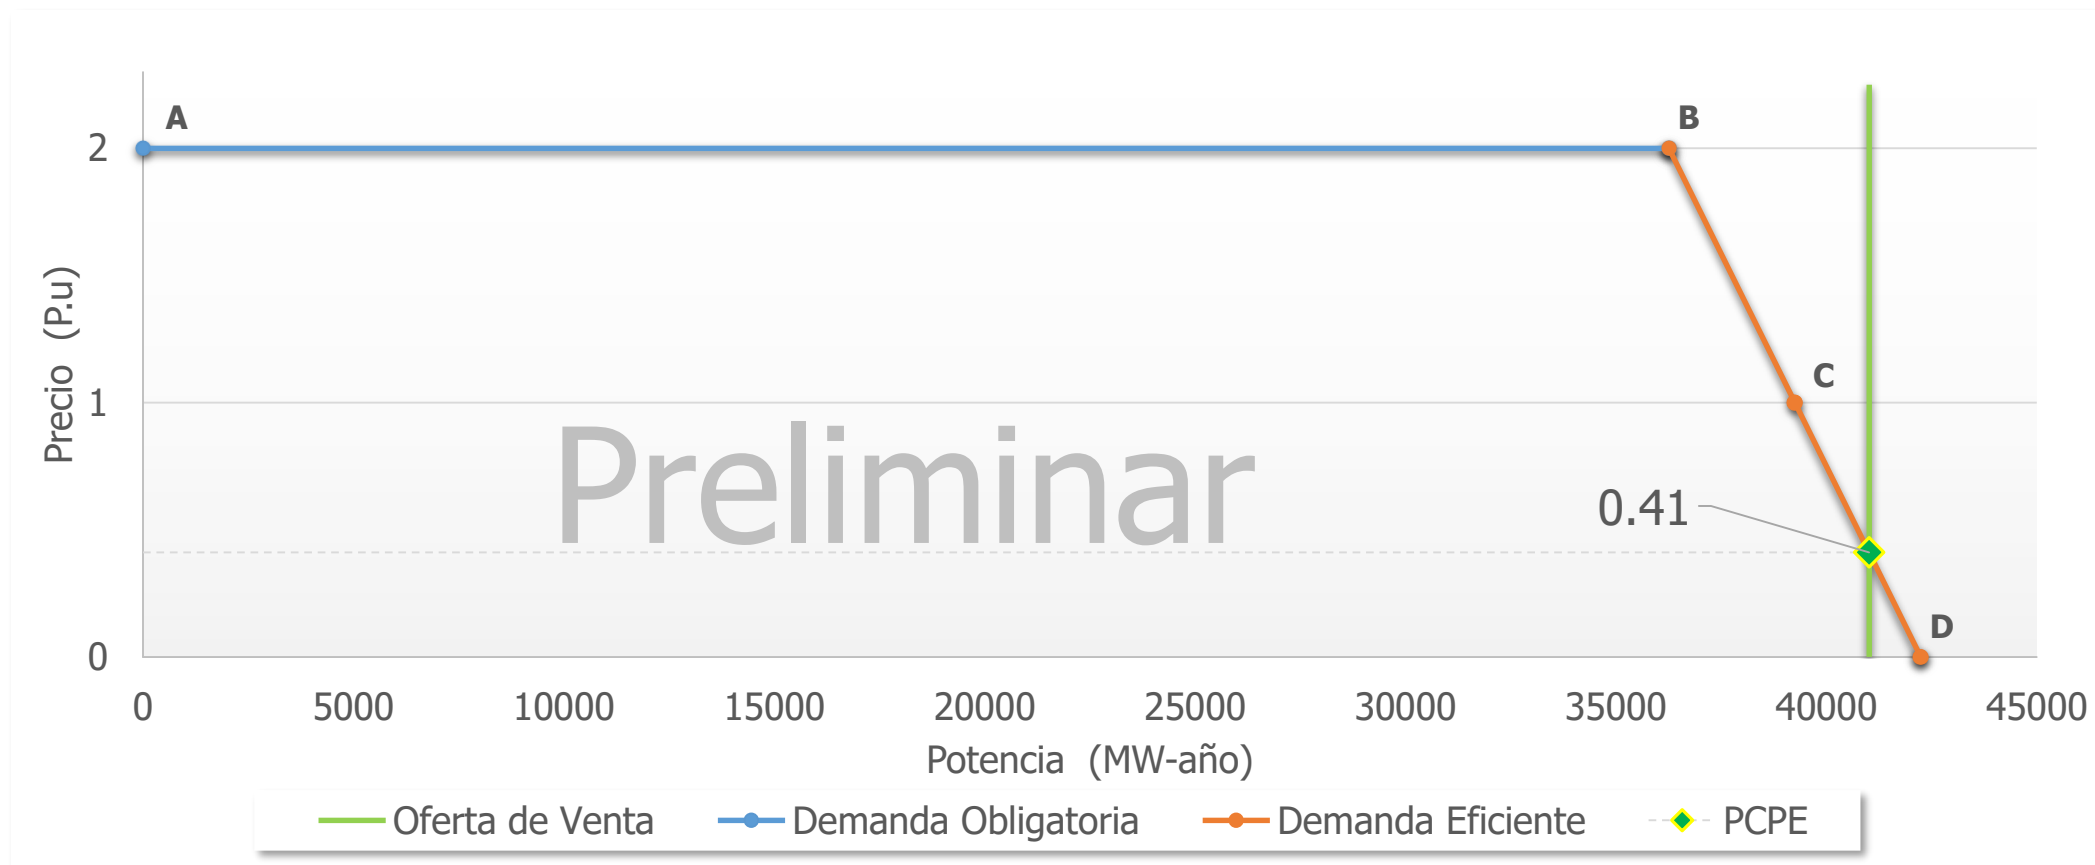 A
B
2
C
1
Precio (P.u)
Preliminar
0.41
D
0
0 5000 10000 15000 20000 25000 30000 35000 40000 45000
Potencia (MW-año)
Oferta de Venta Demanda Obligatoria Demanda Eficiente PCPE